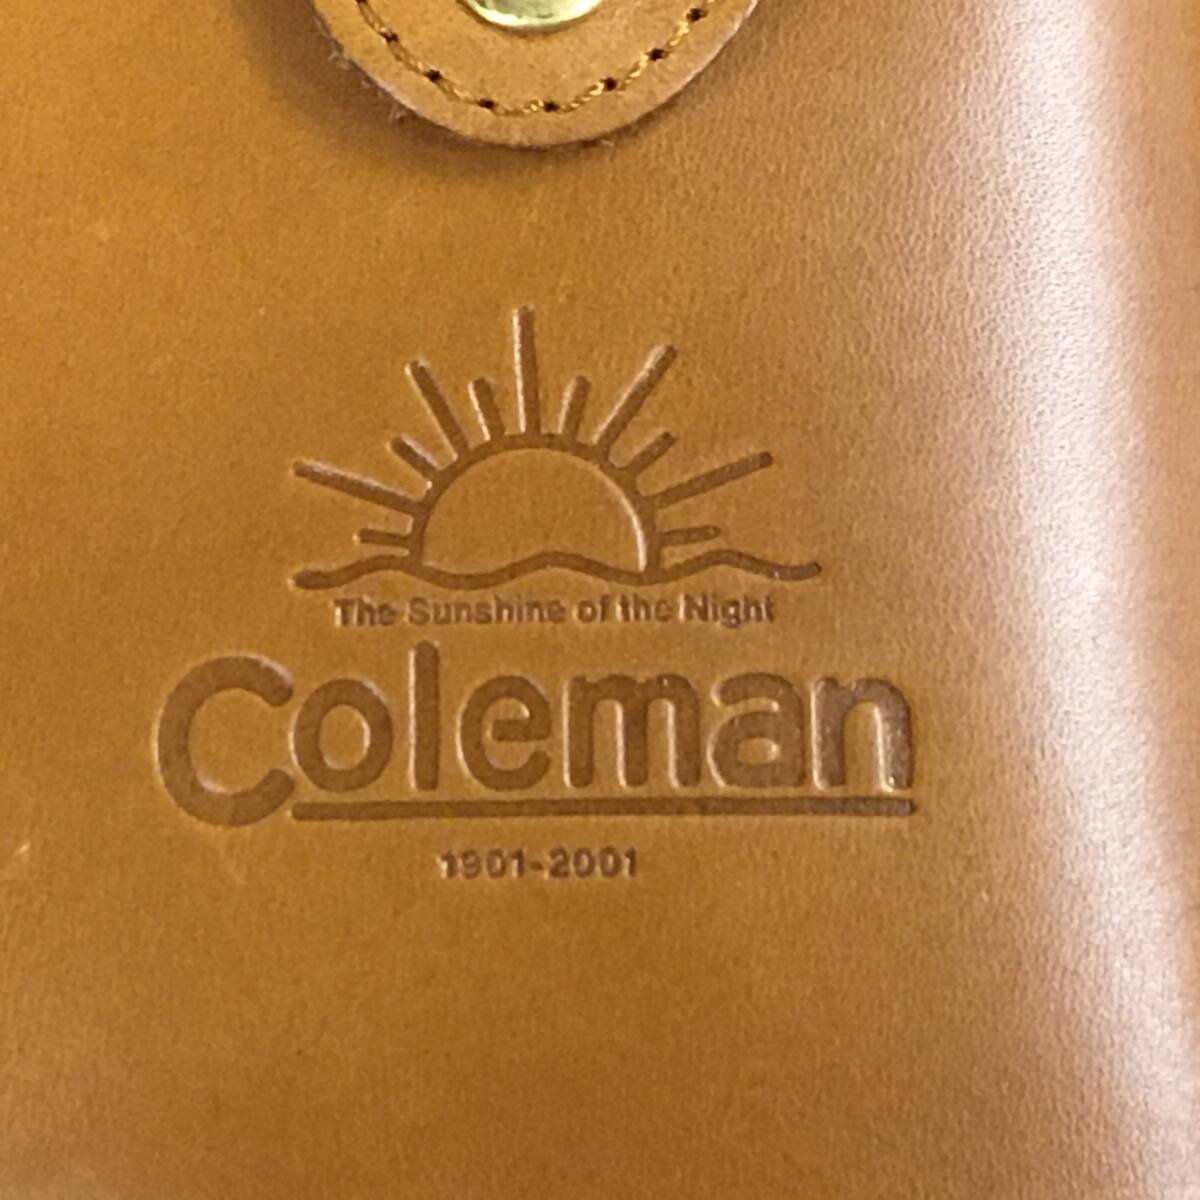 The Sunshine of the Night
Coleman
1901-2001